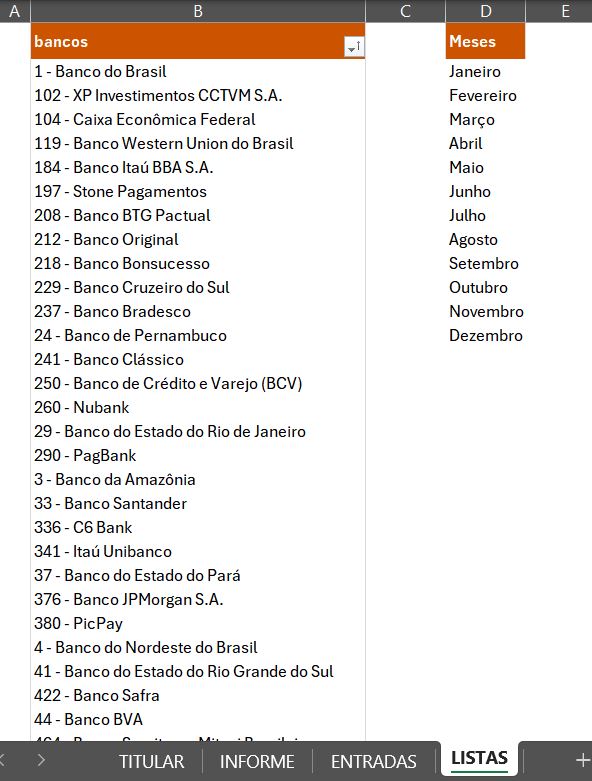 A B C D E
bancos Meses
1 - Banco do Brasil Janeiro
102 - XP Investimentos CCTVM S.A. Fevereiro
104 - Caixa Econômica Federal Março
119 - Banco Western Union do Brasil Abril
184 - Banco Itaú BBA S.A. Maio
197 - Stone Pagamentos Junho
208 - Banco BTG Pactual Julho
212 - Banco Original Agosto
218 - Banco Bonsucesso Setembro
229 - Banco Cruzeiro do Sul Outubro
237 - Banco Bradesco Novembro
24 - Banco de Pernambuco Dezembro
241 - Banco Clássico
250 - Banco de Crédito e Varejo (BCV)
260 - Nubank
29 - Banco do Estado do Rio de Janeiro
290 - PagBank
3 - Banco da Amazônia
33 - Banco Santander
336 - C6 Bank
341 - Itaú Unibanco
37 - Banco do Estado do Pará
376 - Banco JPMorgan S.A.
380 - PicPay
4 - Banco do Nordeste do Brasil
41 - Banco do Estado do Rio Grande do Sul
422 - Banco Safra
44 - Banco BVA
TITULAR INFORME ENTRADAS LISTAS